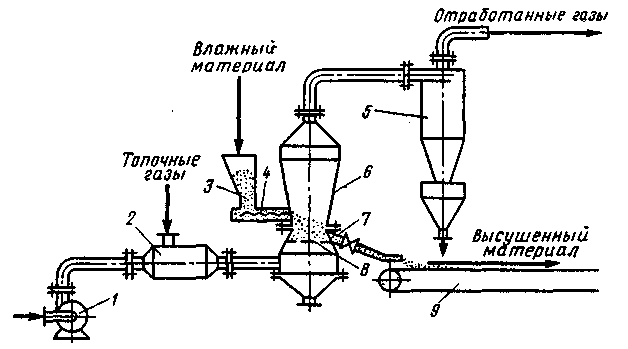 Отработанные газы
Влажный
материал
Топочные
газы
5
4
3
6
7
2
Высушенный
материал
8
9
1